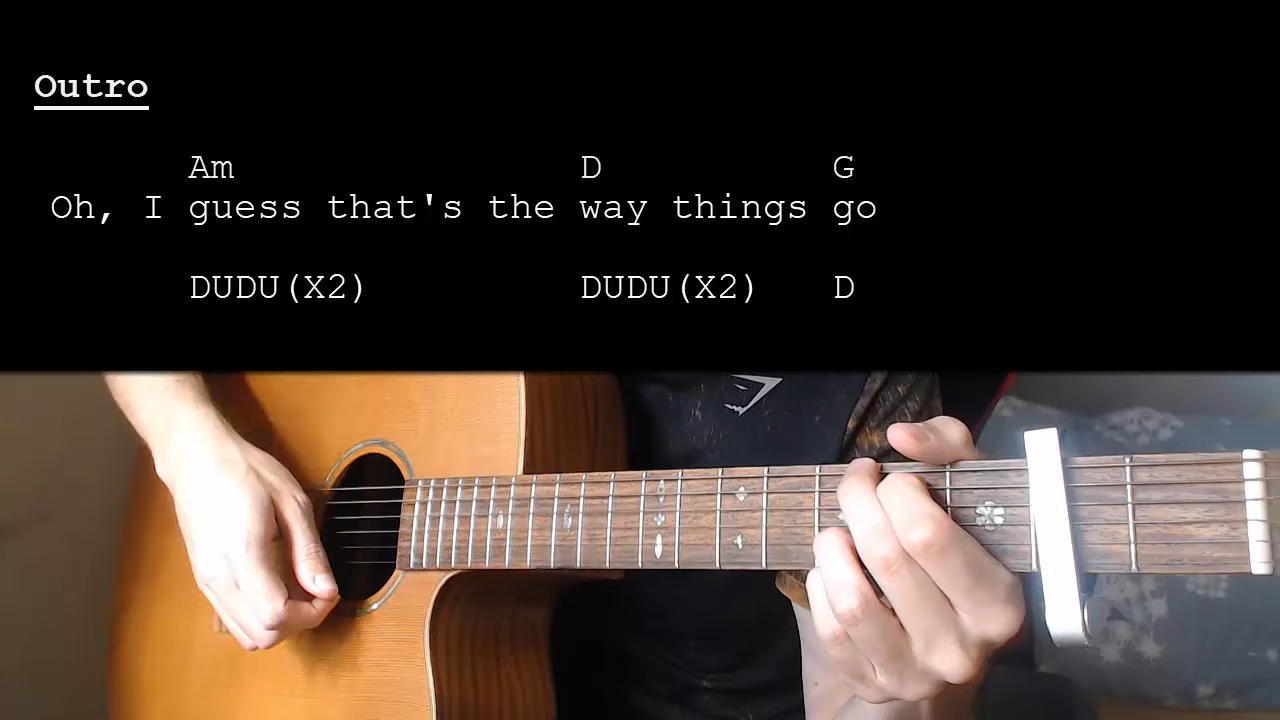 Outro
Am D G
Oh, I guess that's the way things go
DUDU(X2) DUDU(X2) D